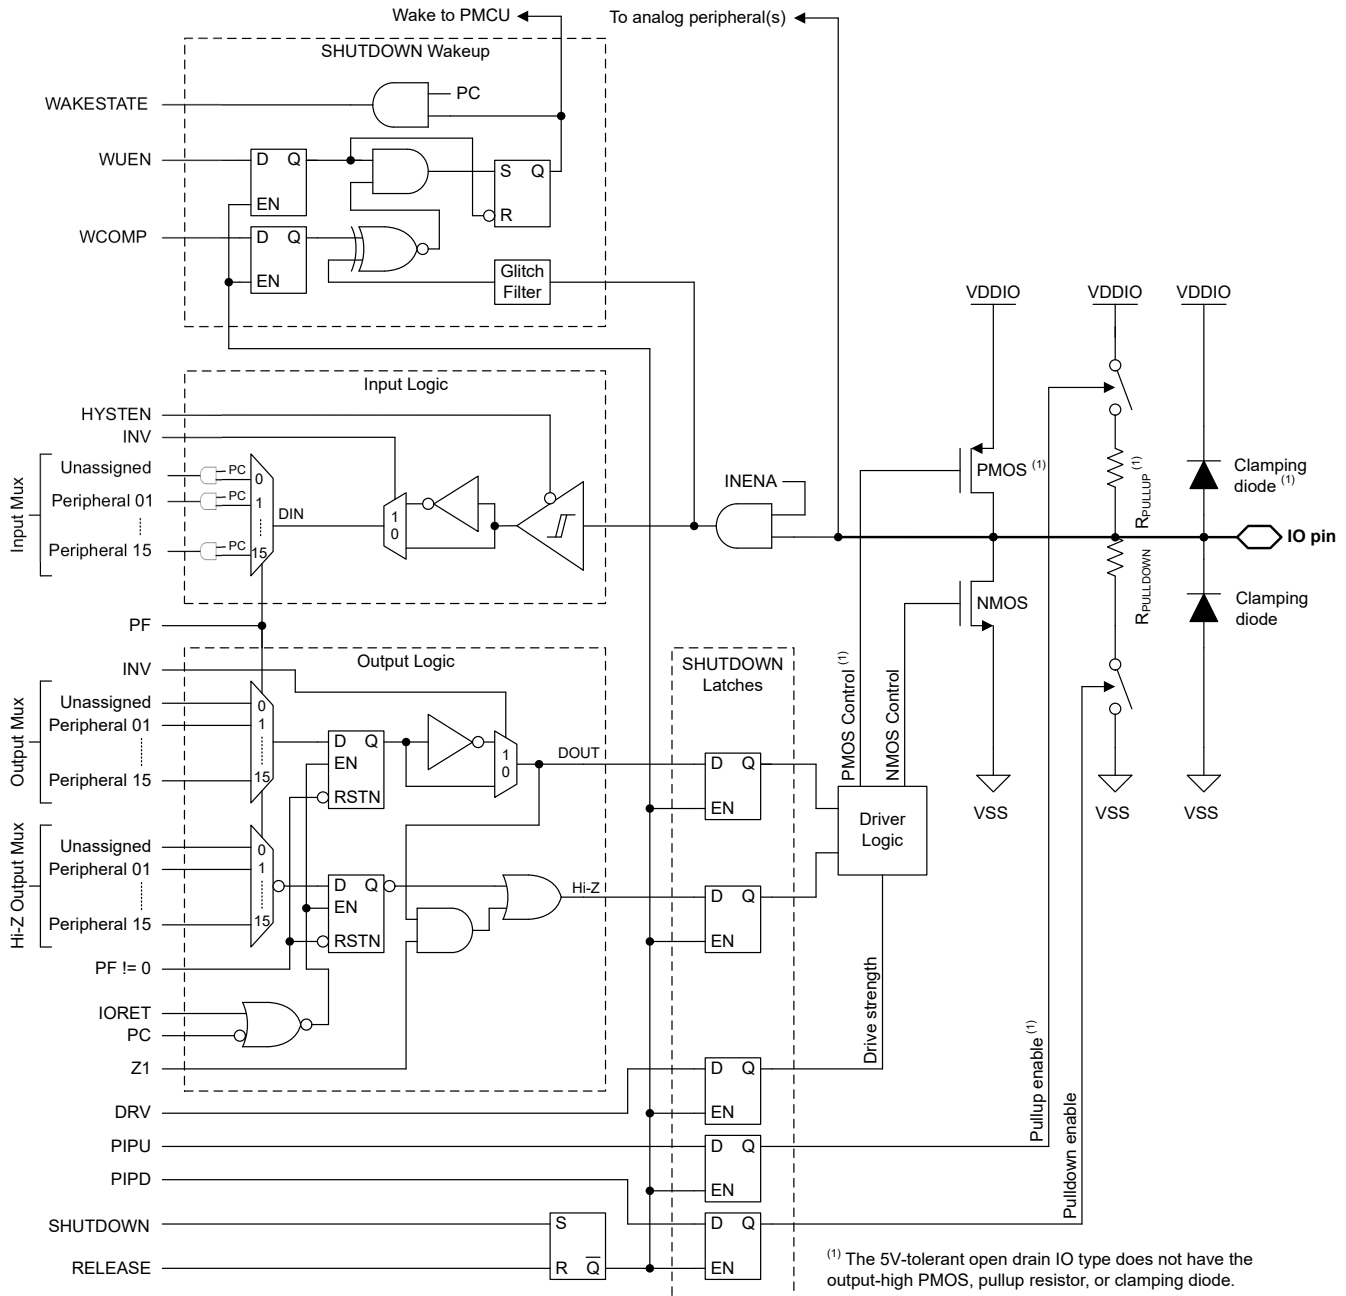 Wake to PMCU
To analog peripheral(s)
SHUTDOWN Wakeup
WAKESTATE
PC
WUEN
D Q
EN
S Q
R
WCOMP
D Q
EN
Glitch
Filter
VDDIO
VDDIO
VDDIO
Input Logic
HYSTEN
INV
Input Mux
Unassigned
PC
0
Peripheral 01
PC
1
Peripheral 15
PC
15
DIN
1
0
INENA
PMOS (1)
RPULLUP (1)
Clamping
diode (1)
IO pin
NMOS
RPULLDOWN
Clamping
diode
PF
INV
Output Logic
SHUTDOWN
Latches
Output Mux
Unassigned
0
Peripheral 01
1
Peripheral 15
15
D Q
EN
RSTN
1
0
DOUT
D Q
EN
PMOS Control (1)
NMOS Control
VSS
VSS
VSS
Driver
Logic
Hi-Z Output Mux
Unassigned
0
Peripheral 01
1
Peripheral 15
15
D Q
EN
RSTN
Hi-Z
D Q
EN
PF != 0
IORET
PC
Z1
Drive strength
D Q
EN
DRV
PIPU
D Q
EN
Pullup enable (1)
Pulldown enable
PIPD
SHUTDOWN
S
D Q
RELEASE
R Q
EN
(1) The 5V-tolerant open drain IO type does not have the
output-high PMOS, pullup resistor, or clamping diode.